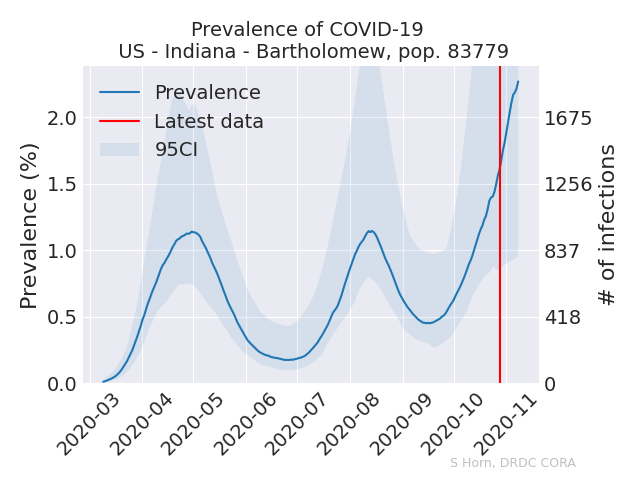 Prevalence of COVID-19
US - Indiana - Bartholomew, pop. 83779
Prevalence
Latest data
95CI
Prevalence (%)
2.0
1.5
1.0
0.5
0.0
1675
1256
837
418
0
# of infections
2020-03
2020-04
2020-05
2020-06
2020-07
2020-08
2020-09
2020-10
2020-11
S Horn, DRDC CORA